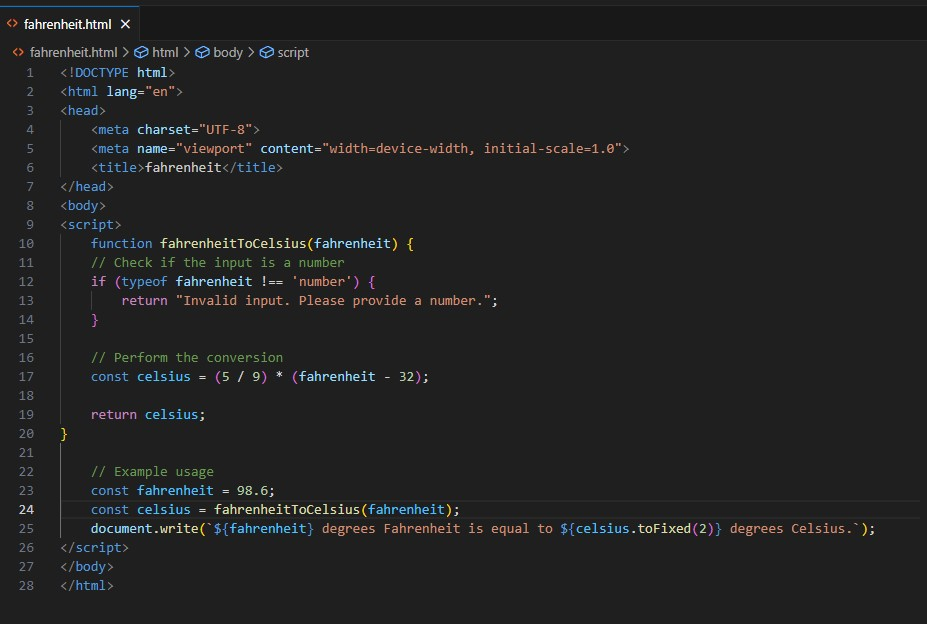 fahrenheit.html
fahrenheit.html > html > body > script
1 <!DOCTYPE html>
2 <html lang="en">
3 <head>
4     <meta charset="UTF-8">
5     <meta name="viewport" content="width=device-width, initial-scale=1.0">
6     <title>fahrenheit</title>
7 </head>
8 <body>
9 <script>
10     function fahrenheitToCelsius(fahrenheit) {
11     // Check if the input is a number
12     if (typeof fahrenheit !== 'number') {
13         return "Invalid input. Please provide a number.";
14     }
15
16     // Perform the conversion
17     const celsius = (5 / 9) * (fahrenheit - 32);
18
19     return celsius;
20 }
21
22     // Example usage
23     const fahrenheit = 98.6;
24     const celsius = fahrenheitToCelsius(fahrenheit);
25     document.write(`${fahrenheit} degrees Fahrenheit is equal to ${celsius.toFixed(2)} degrees Celsius.`);
26 </script>
27 </body>
28 </html>